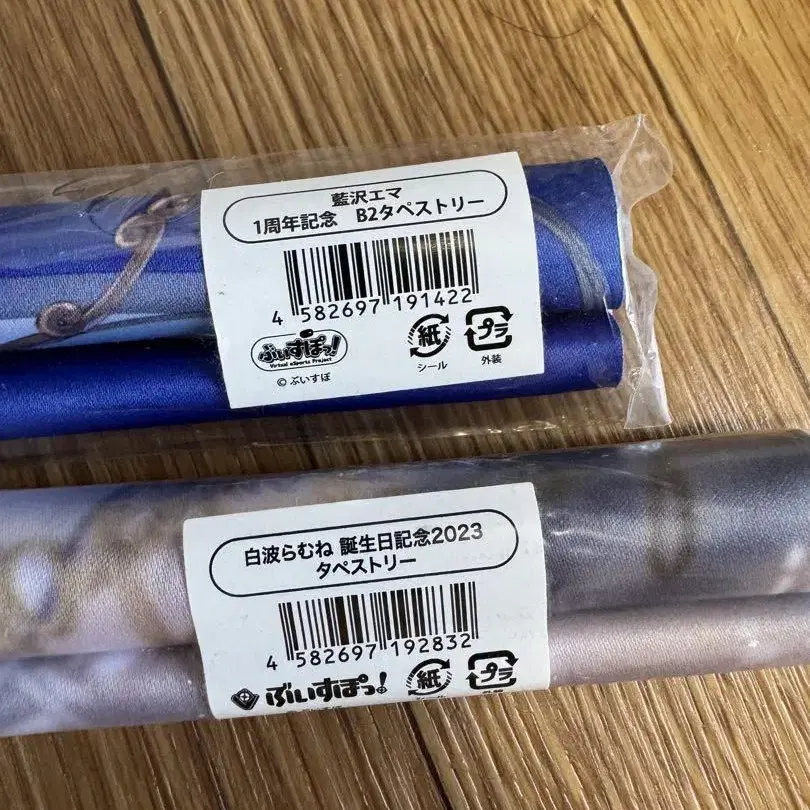 藍沢エマ
1周年記念 B2タペストリー
4 582697 191422
ぶいすぽっ!
Virtual eSports Project
© ぶいすぽ
紙
シール
プラ
外装
白波らむね 誕生日記念2023
タペストリー
4 582697 192832
ぶいすぽっ!
紙
プラ